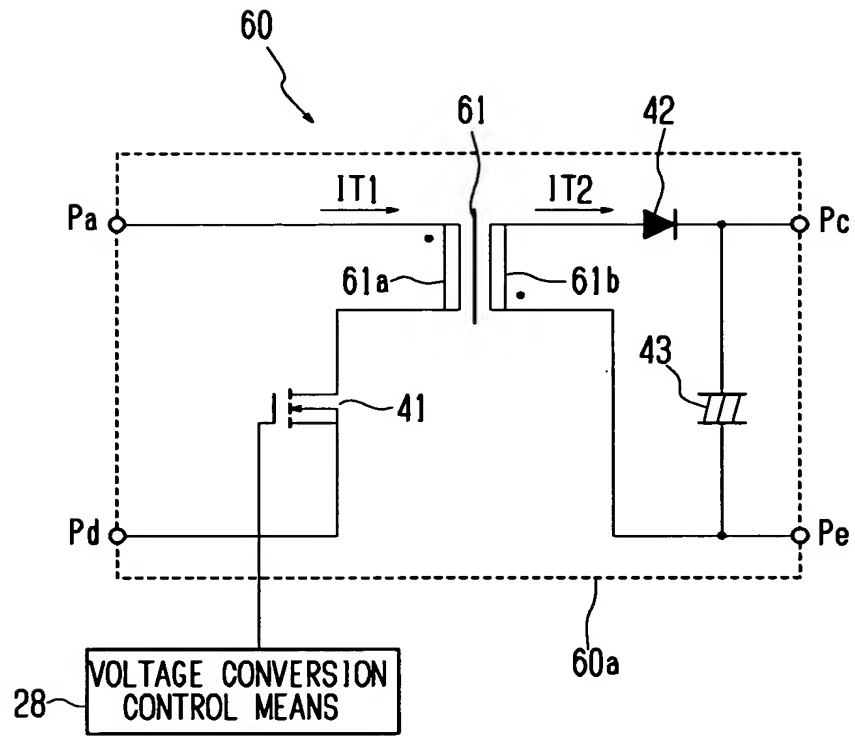 60
61
42
IT1
IT2
Pa
Pc
61a
61b
43
41
Pd
Pe
60a
28
VOLTAGE CONVERSION
CONTROL MEANS